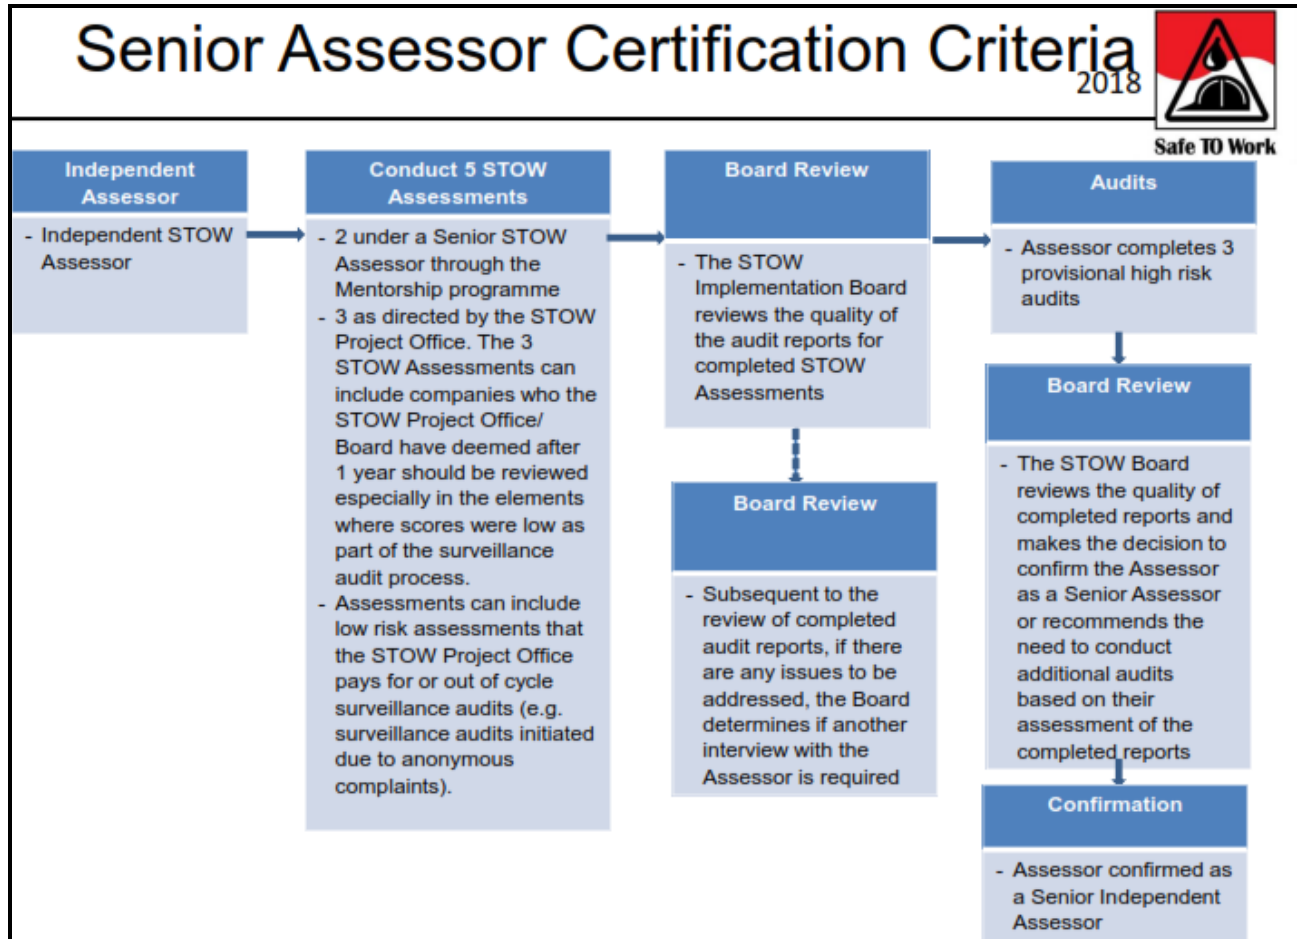 Senior Assessor Certification Criteria
2018
Safe TO Work
Independent
Assessor
- Independent STOW
Assessor
Conduct 5 STOW
Assessments
- 2 under a Senior STOW
Assessor through the
Mentorship programme
- 3 as directed by the STOW
Project Office. The 3
STOW Assessments can
include companies who the
STOW Project Office/
Board have deemed after
1 year should be reviewed
especially in the elements
where scores were low as
part of the surveillance
audit process.
- Assessments can include
low risk assessments that
the STOW Project Office
pays for or out of cycle
surveillance audits (e.g.
surveillance audits initiated
due to anonymous
complaints).
Board Review
- The STOW
Implementation Board
reviews the quality of
the audit reports for
completed STOW
Assessments
Board Review
- Subsequent to the
review of completed
audit reports, if there
are any issues to be
addressed, the Board
determines if another
interview with the
Assessor is required
Audits
- Assessor completes 3
provisional high risk
audits
Board Review
- The STOW Board
reviews the quality of
completed reports and
makes the decision to
confirm the Assessor
as a Senior Assessor
or recommends the
need to conduct
additional audits
based on their
assessment of the
completed reports
Confirmation
- Assessor confirmed as
a Senior Independent
Assessor